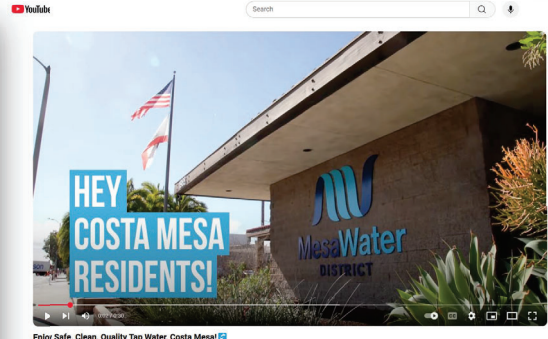 YouTube
Search
HEY
COSTA MESA
RESIDENTS!
MesaWater
DISTRICT
Enjoy Safe, Clean, Quality Tap Water, Costa Mesa!